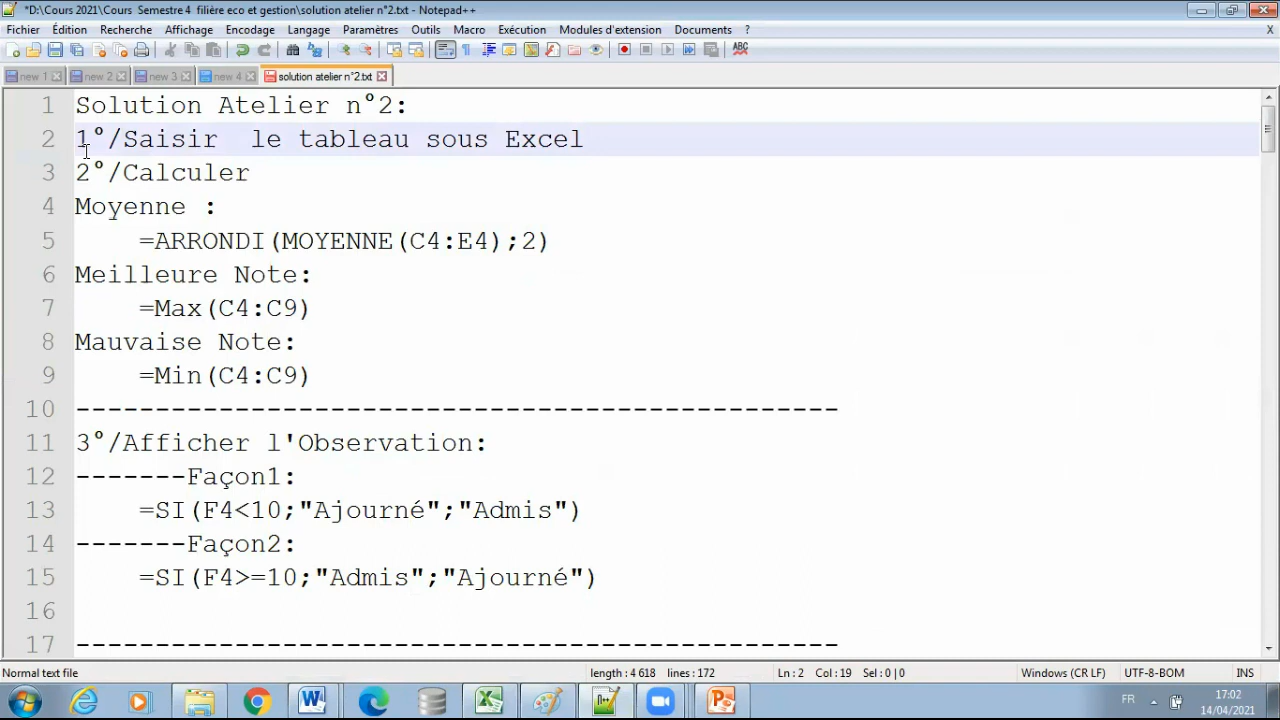 *D:\Cours 2021\Cours  Semestre 4  filière eco et gestion\solution atelier n°2.txt - Notepad++
Fichier Édition Recherche Affichage Encodage Langage Paramètres Outils Macro Exécution Modules d'extension Documents ? X
new 1 new 2 new 3 new 4 solution atelier n°2.txt
1 Solution Atelier n°2:
2 1°/Saisir  le tableau sous Excel
3 2°/Calculer
4 Moyenne :
5 =ARRONDI(MOYENNE(C4:E4);2)
6 Meilleure Note:
7 =Max(C4:C9)
8 Mauvaise Note:
9 =Min(C4:C9)
10 ------------------------------------------------
11 3°/Afficher l'Observation:
12 -------Façon1:
13 =SI(F4<10;"Ajourné";"Admis")
14 -------Façon2:
15 =SI(F4>=10;"Admis";"Ajourné")
16
17 ------------------------------------------------
Normal text file length : 4 618 lines : 172 Ln : 2 Col : 19 Sel : 0 | 0 Windows (CR LF) UTF-8-BOM INS
FR 17:02
14/04/2021